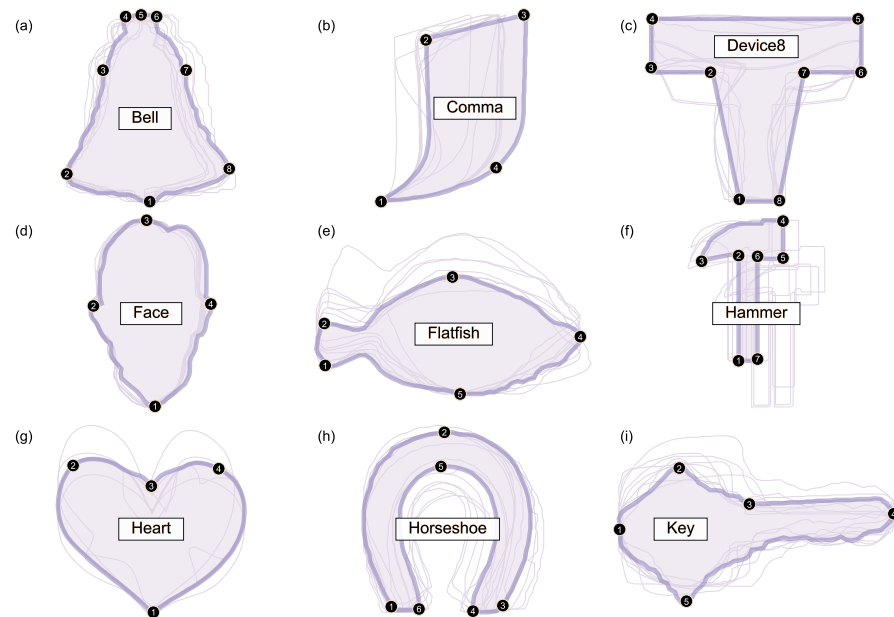 (a)
4 5 6
3 7
Bell
2 8
1
(b)
3
2
Comma
4
1
(c)
4 5
Device8
3 2 7 6
1 8
(d)
3
Face
2 4
1
(e)
3
2
Flatfish
4
1
5
(f)
4
2 6 5
3
Hammer
1 7
(g)
2 4
3
Heart
1
(h)
2
5
Horseshoe
1 6 4 3
(i)
2
3
4
1
Key
5